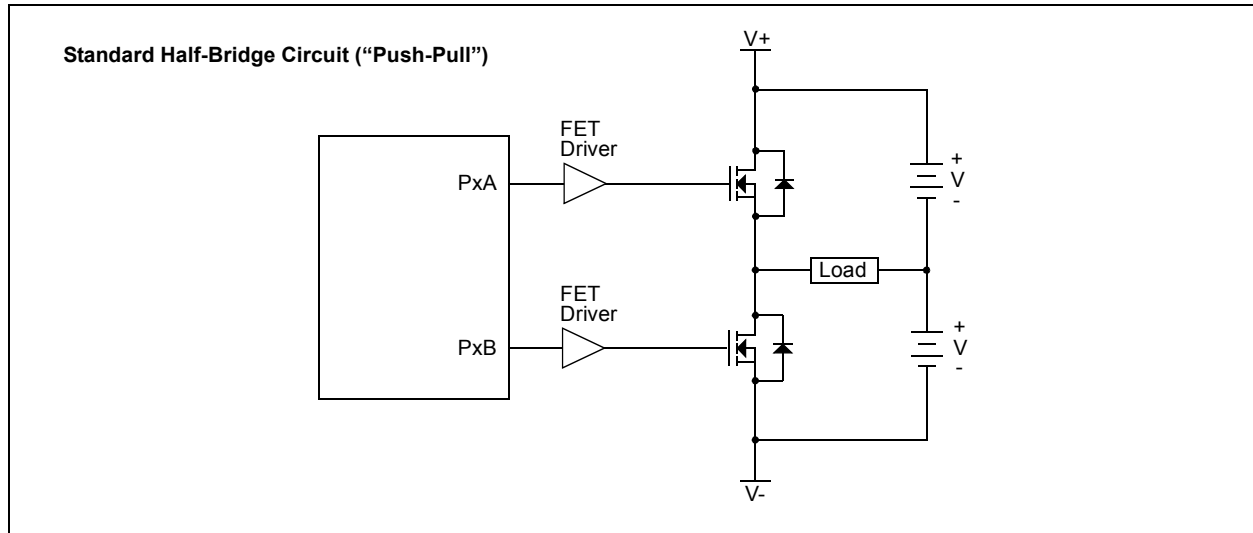 Standard Half-Bridge Circuit (“Push-Pull”)
V+
FET
Driver
PxA
+
V
-
Load
FET
Driver
PxB
+
V
-
V-